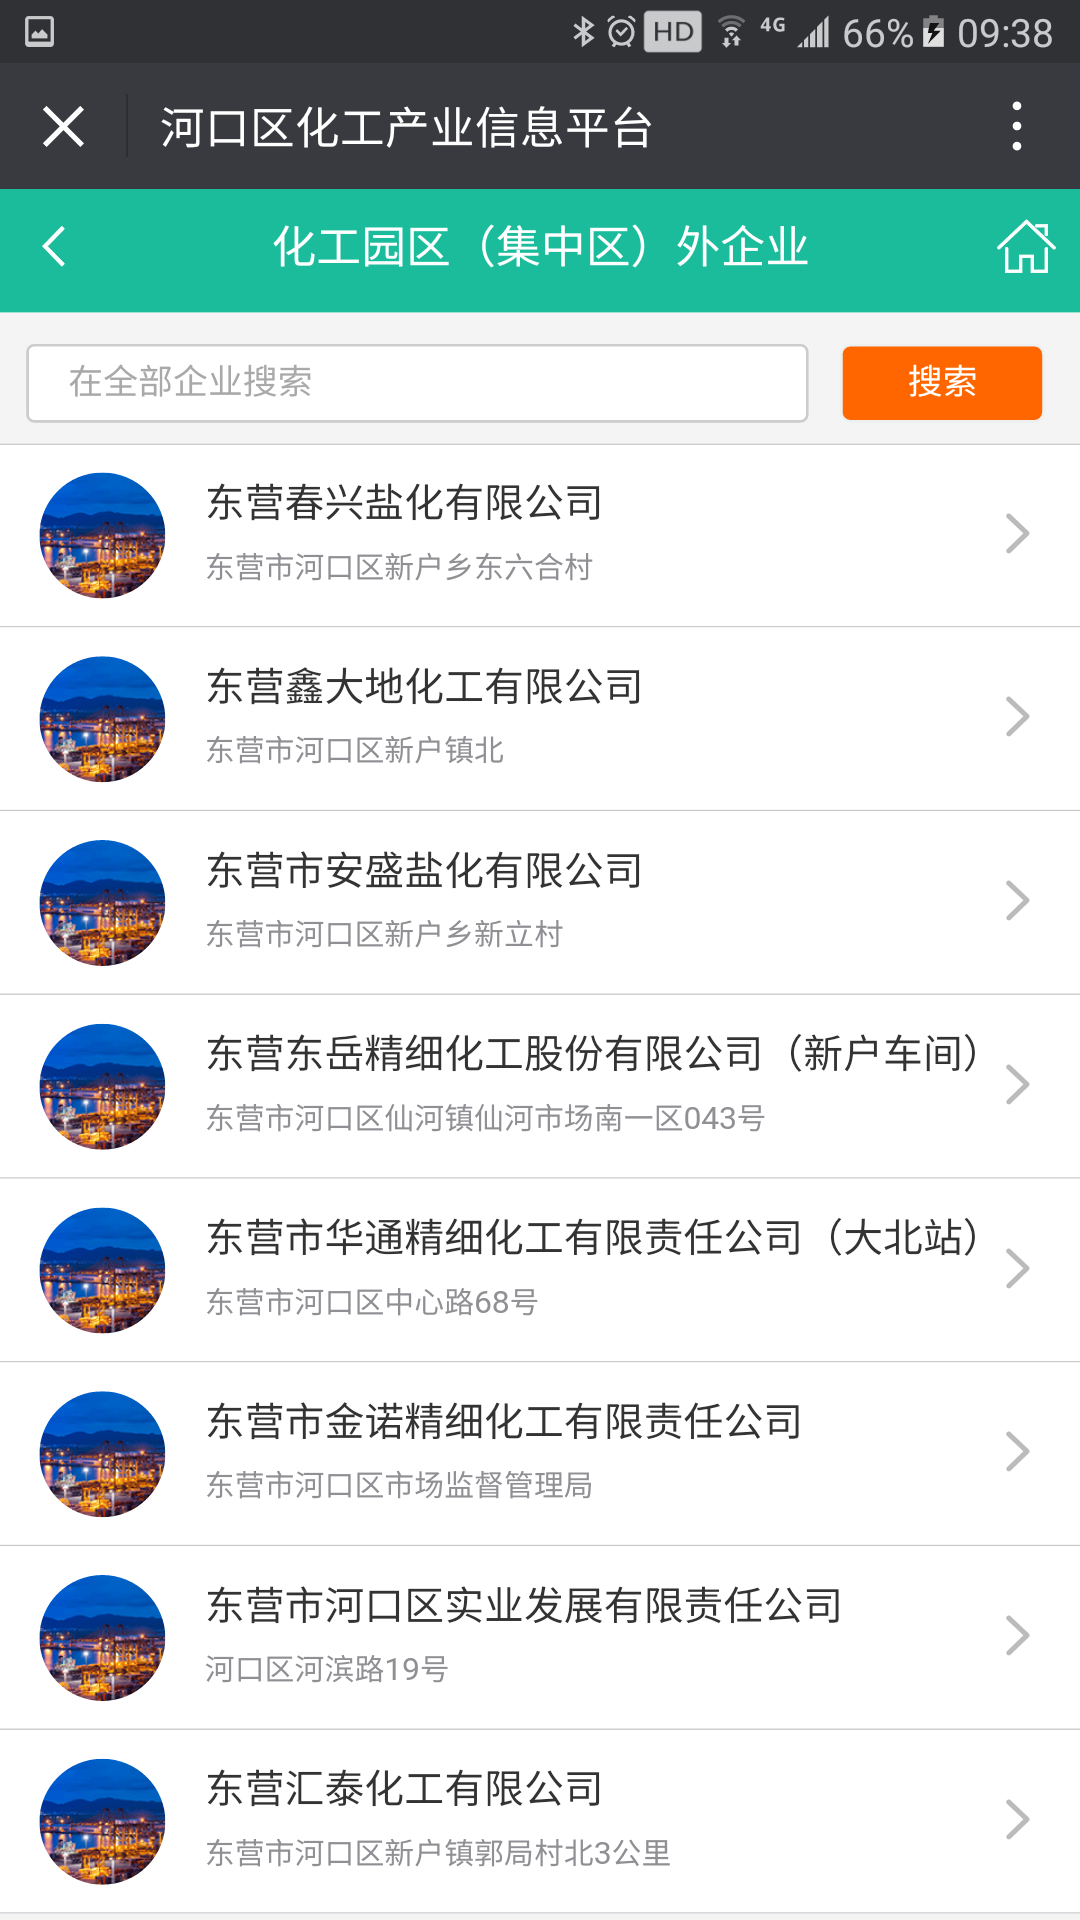 HD 4G 66% 09:38
河口区化工产业信息平台
化工园区（集中区）外企业
在全部企业搜索 搜索
东营春兴盐化有限公司
东营市河口区新户乡东六合村
东营鑫大地化工有限公司
东营市河口区新户镇北
东营市安盛盐化有限公司
东营市河口区新户乡新立村
东营东岳精细化工股份有限公司（新户车间）
东营市河口区仙河镇仙河市场南一区043号
东营市华通精细化工有限责任公司（大北站）
东营市河口区中心路68号
东营市金诺精细化工有限责任公司
东营市河口区市场监督管理局
东营市河口区实业发展有限责任公司
河口区河滨路19号
东营汇泰化工有限公司
东营市河口区新户镇郭局村北3公里